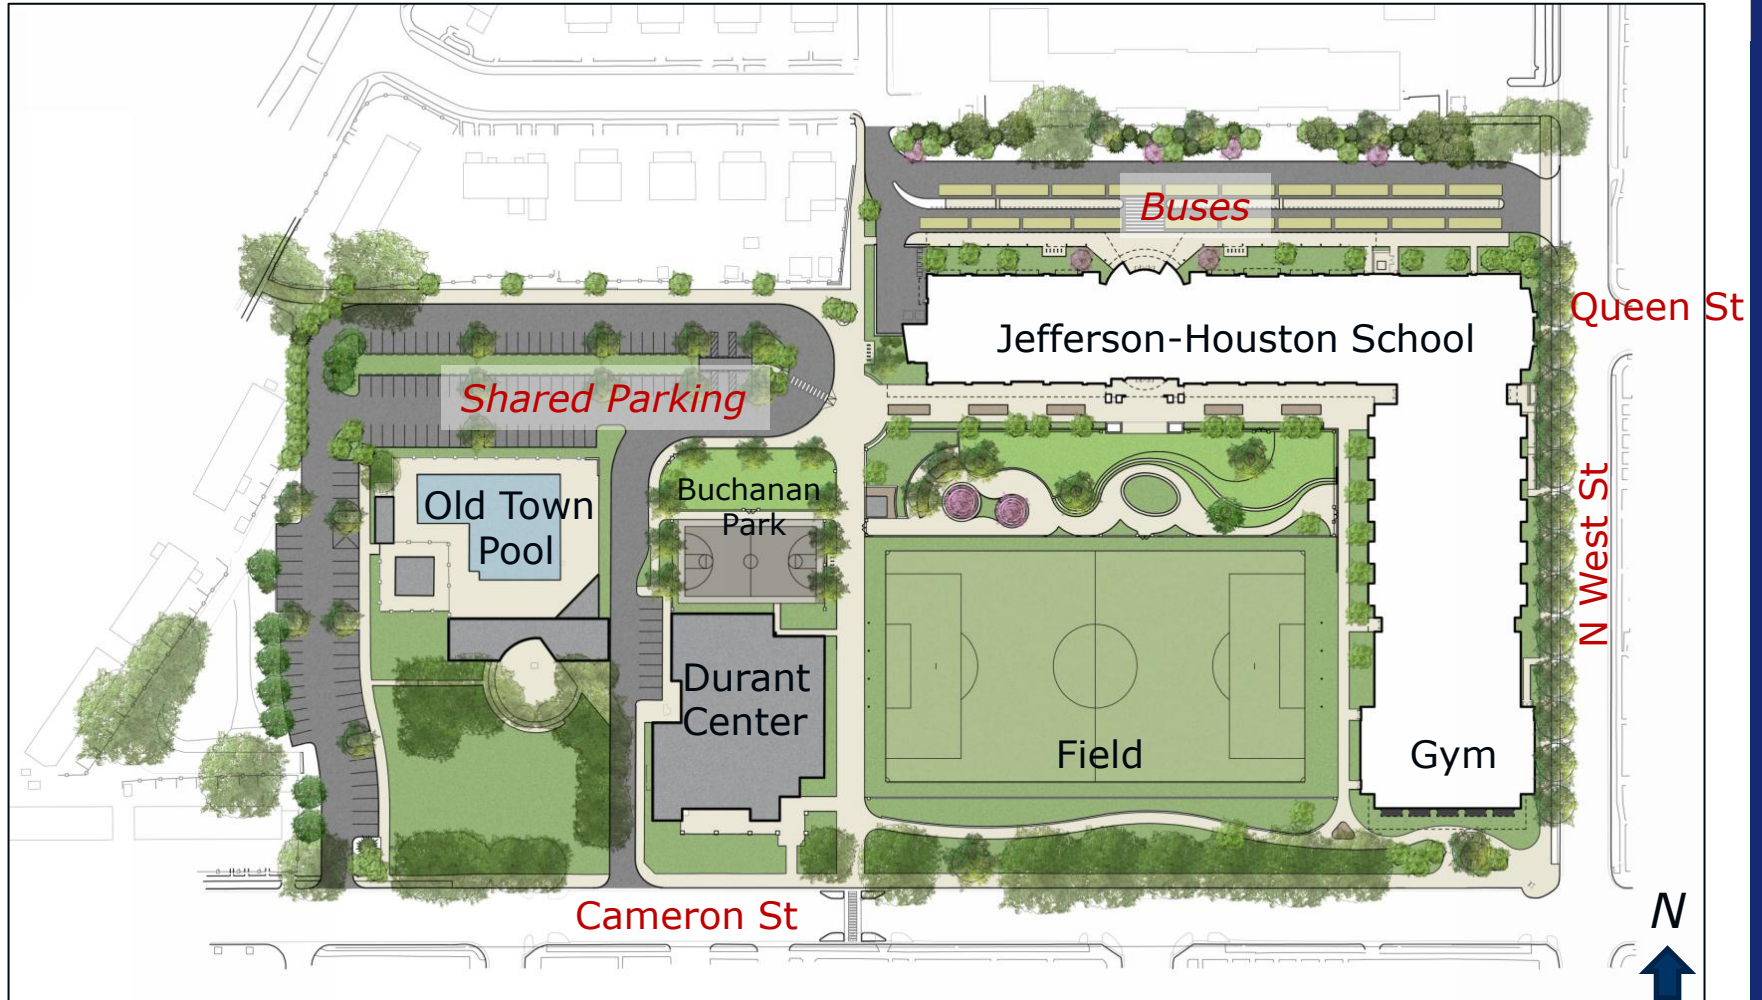 Buses
Queen St
Jefferson-Houston School
Shared Parking
Old Town
Pool
Buchanan
Park
N West St
Durant
Center
Field
Gym
Cameron St
N